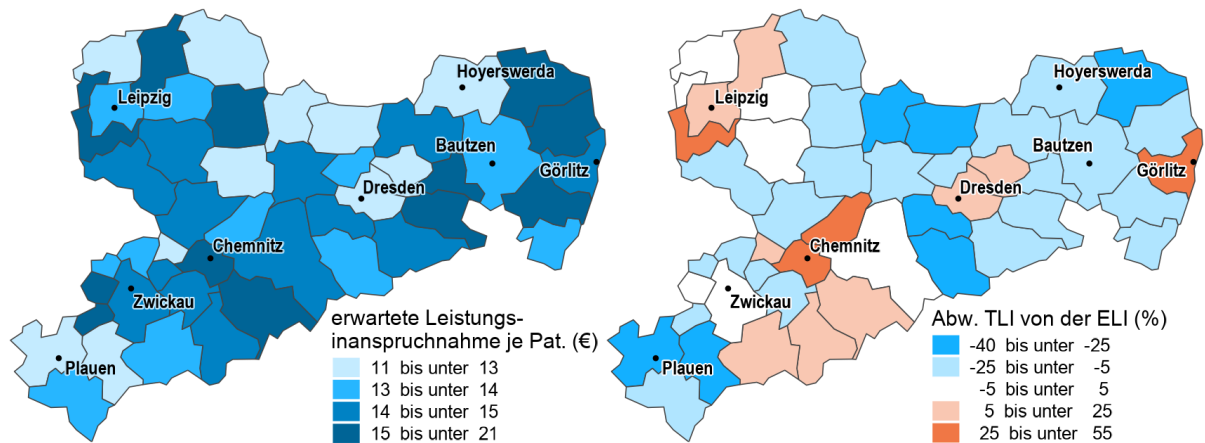 Hoyerswerda
Leipzig
Bautzen
Görlitz
Dresden
Chemnitz
Zwickau
Plauen
erwartete Leistungs-
inanspruchnahme je Pat. (€)
11 bis unter 13
13 bis unter 14
14 bis unter 15
15 bis unter 21
Hoyerswerda
Leipzig
Bautzen
Görlitz
Dresden
Chemnitz
Zwickau
Plauen
Abw. TLI von der ELI (%)
-40 bis unter -25
-25 bis unter -5
-5 bis unter 5
5 bis unter 25
25 bis unter 55